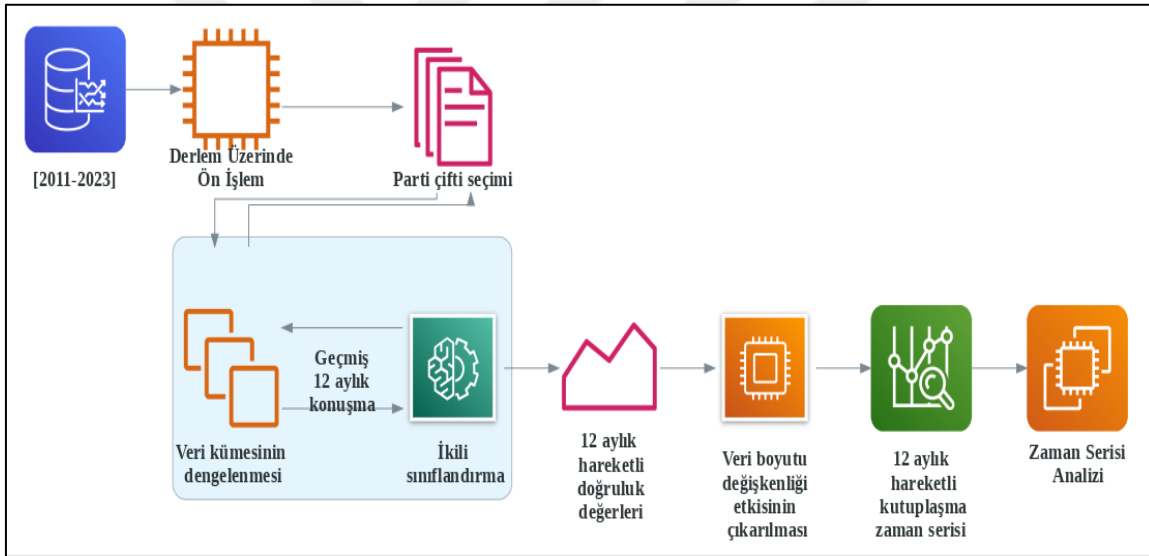 [2011-2023]
Derlem Üzerinde
Ön İşlem
Parti çifti seçimi
Geçmiş
12 aylık
konuşma
Veri kümesinin
dengelenmesi
İkili
sınıflandırma
12 aylık
hareketli
doğruluk
değerleri
Veri boyutu
değişkenliği
etkisinin
çıkarılması
12 aylık
hareketli
kutuplaşma
zaman serisi
Zaman Serisi
Analizi